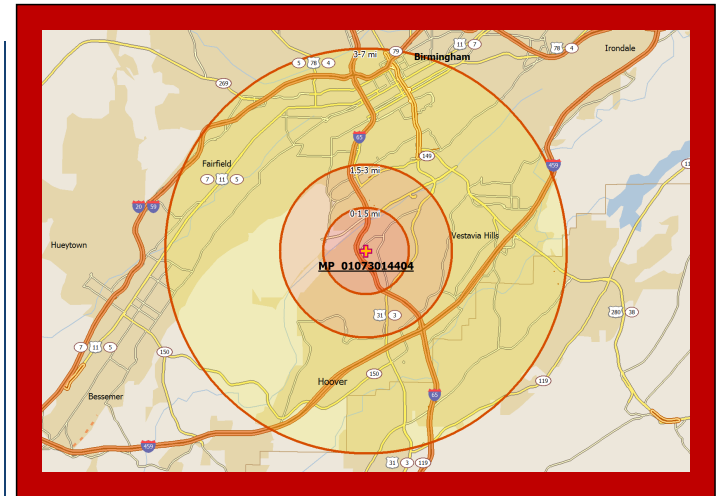 11 7
78 4
Irondale
79
3-7 mi
Birmingham
5 78 4
269
65
149
459
11
Fairfield
1.5-3 mi
7 11 5
20 59
0-1.5 mi
Vestavia Hills
Hueytown
MP_01073014404
280 38
31 3
7 11 5
150
150
Hoover
119
Bessemer
65
459
31 3 119